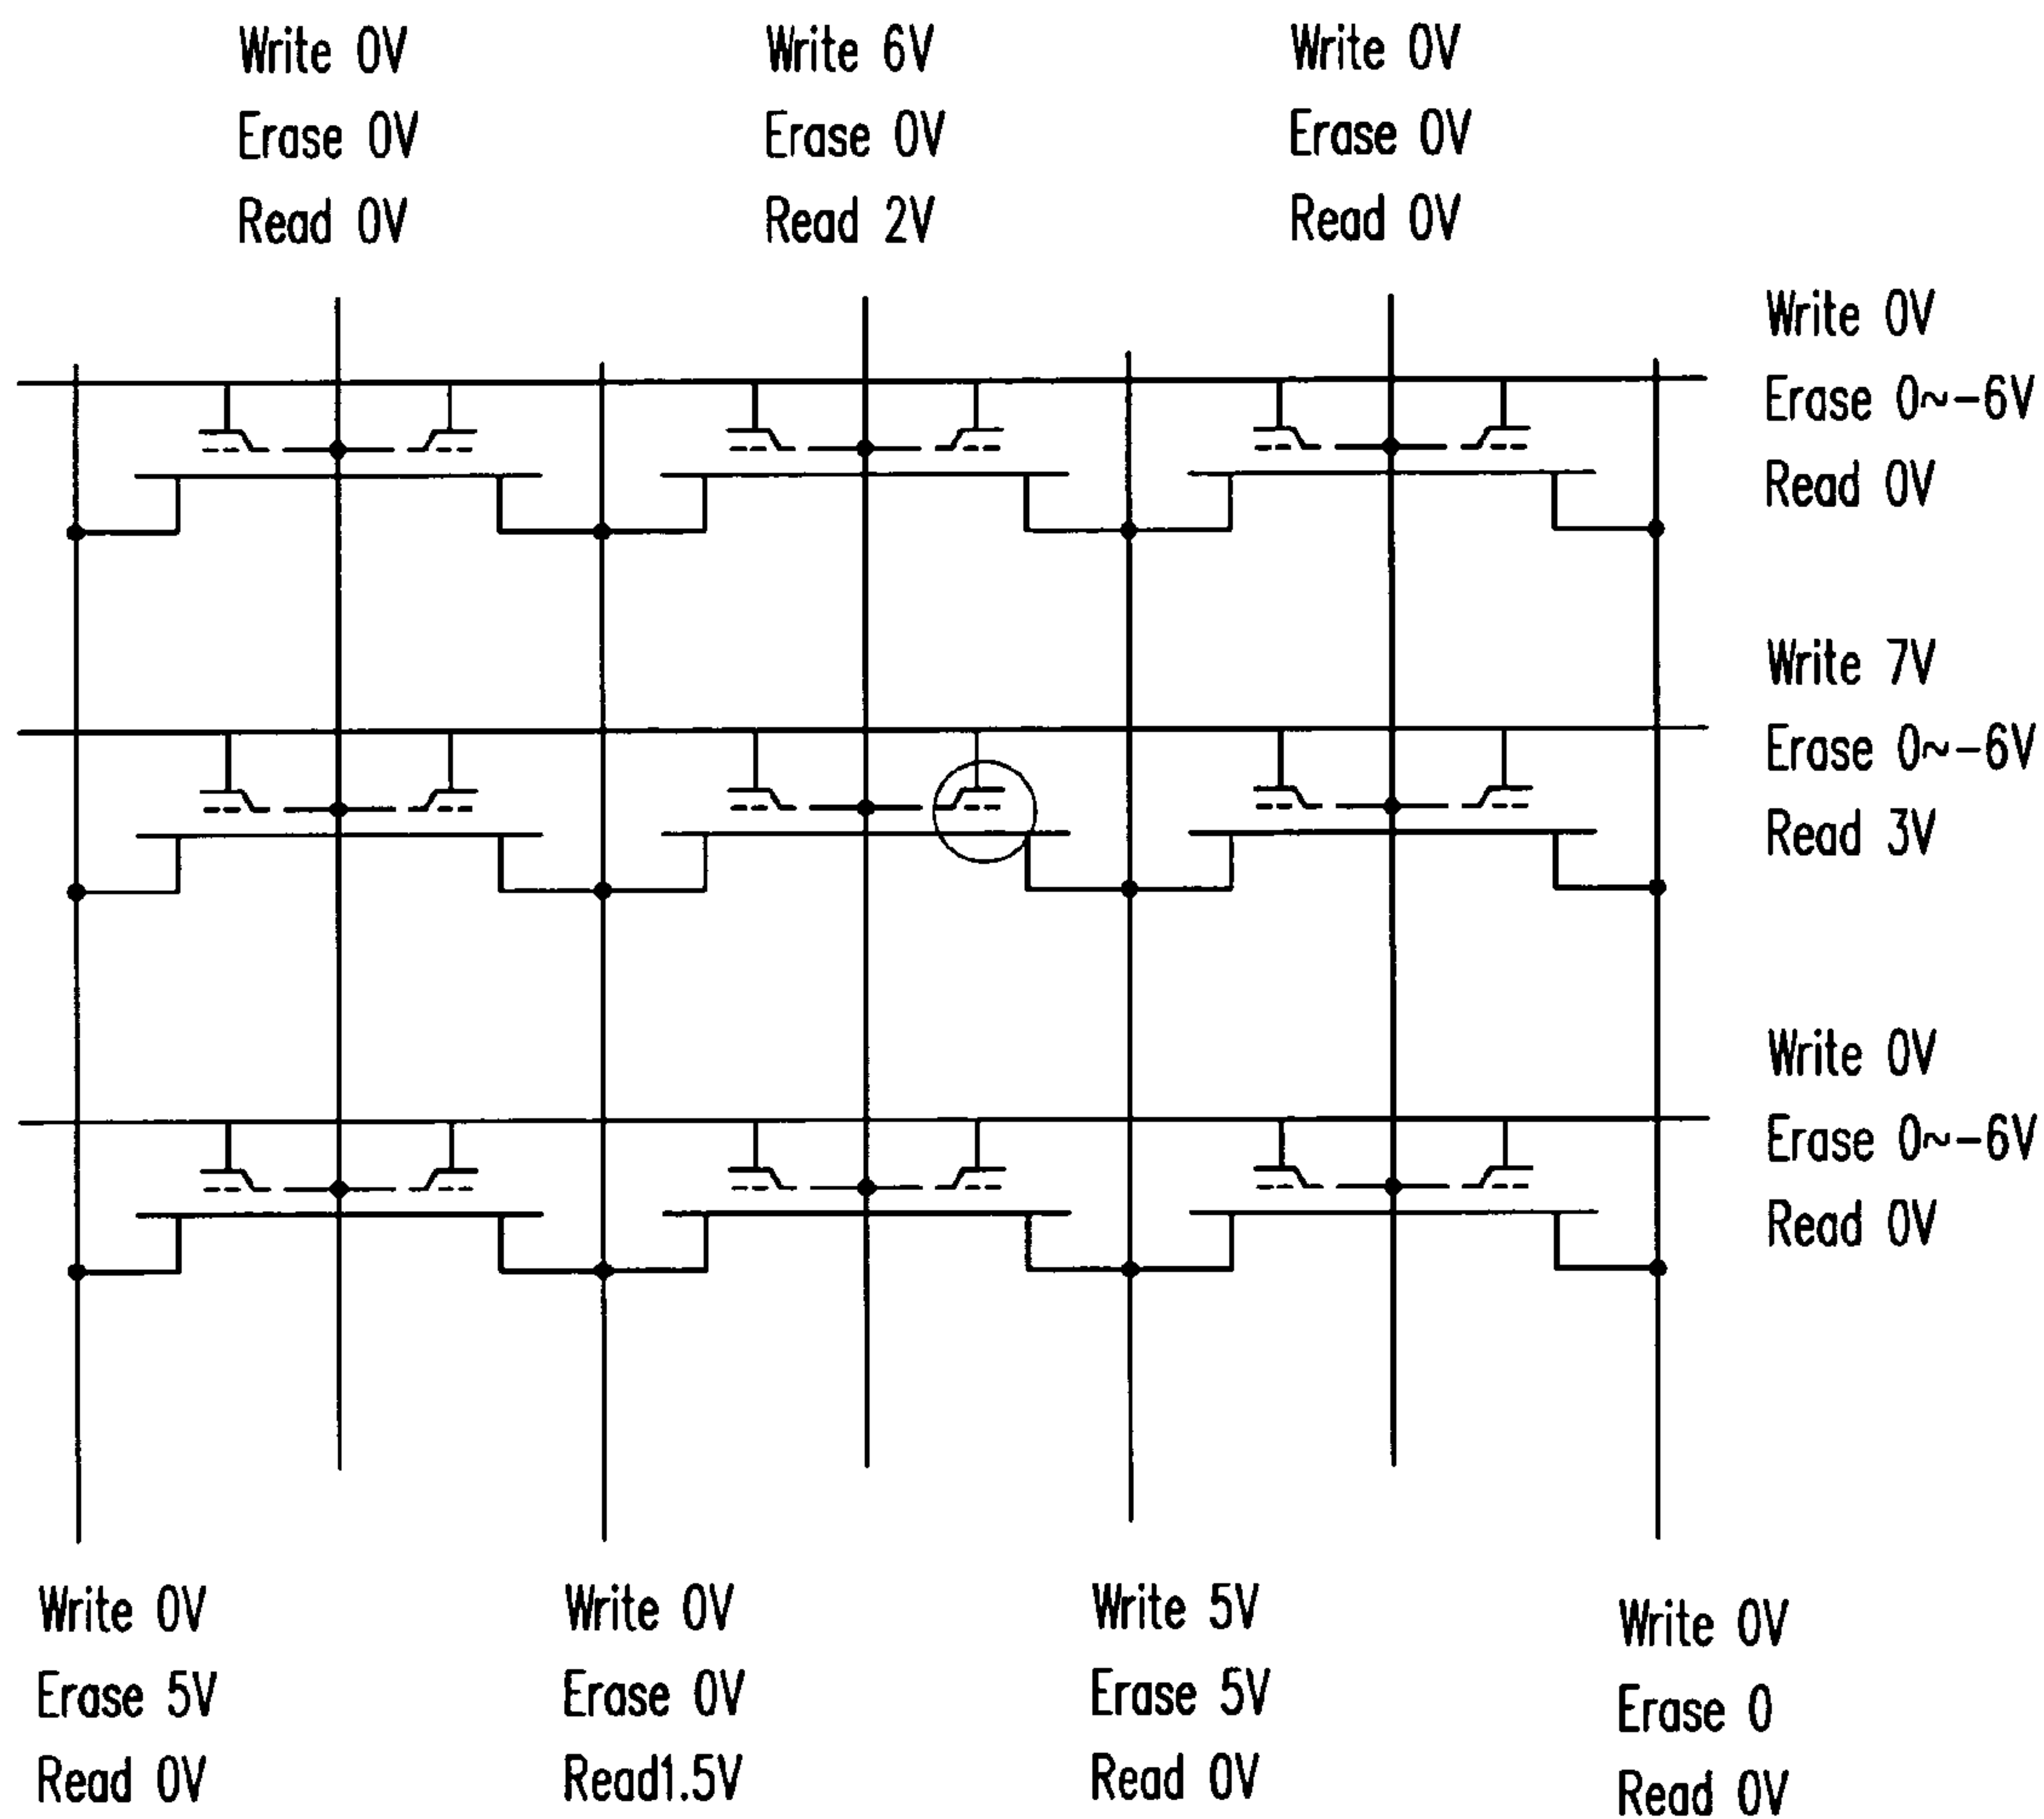 Write 0V
Erase 0V
Read 0V
Write 6V
Erase 0V
Read 2V
Write 0V
Erase 0V
Read 0V
Write 0V
Erase 0~-6V
Read 0V
Write 7V
Erase 0~-6V
Read 3V
Write 0V
Erase 0~-6V
Read 0V
Write 0V
Erase 5V
Read 0V
Write 0V
Erase 0V
Read1.5V
Write 5V
Erase 5V
Read 0V
Write 0V
Erase 0
Read 0V